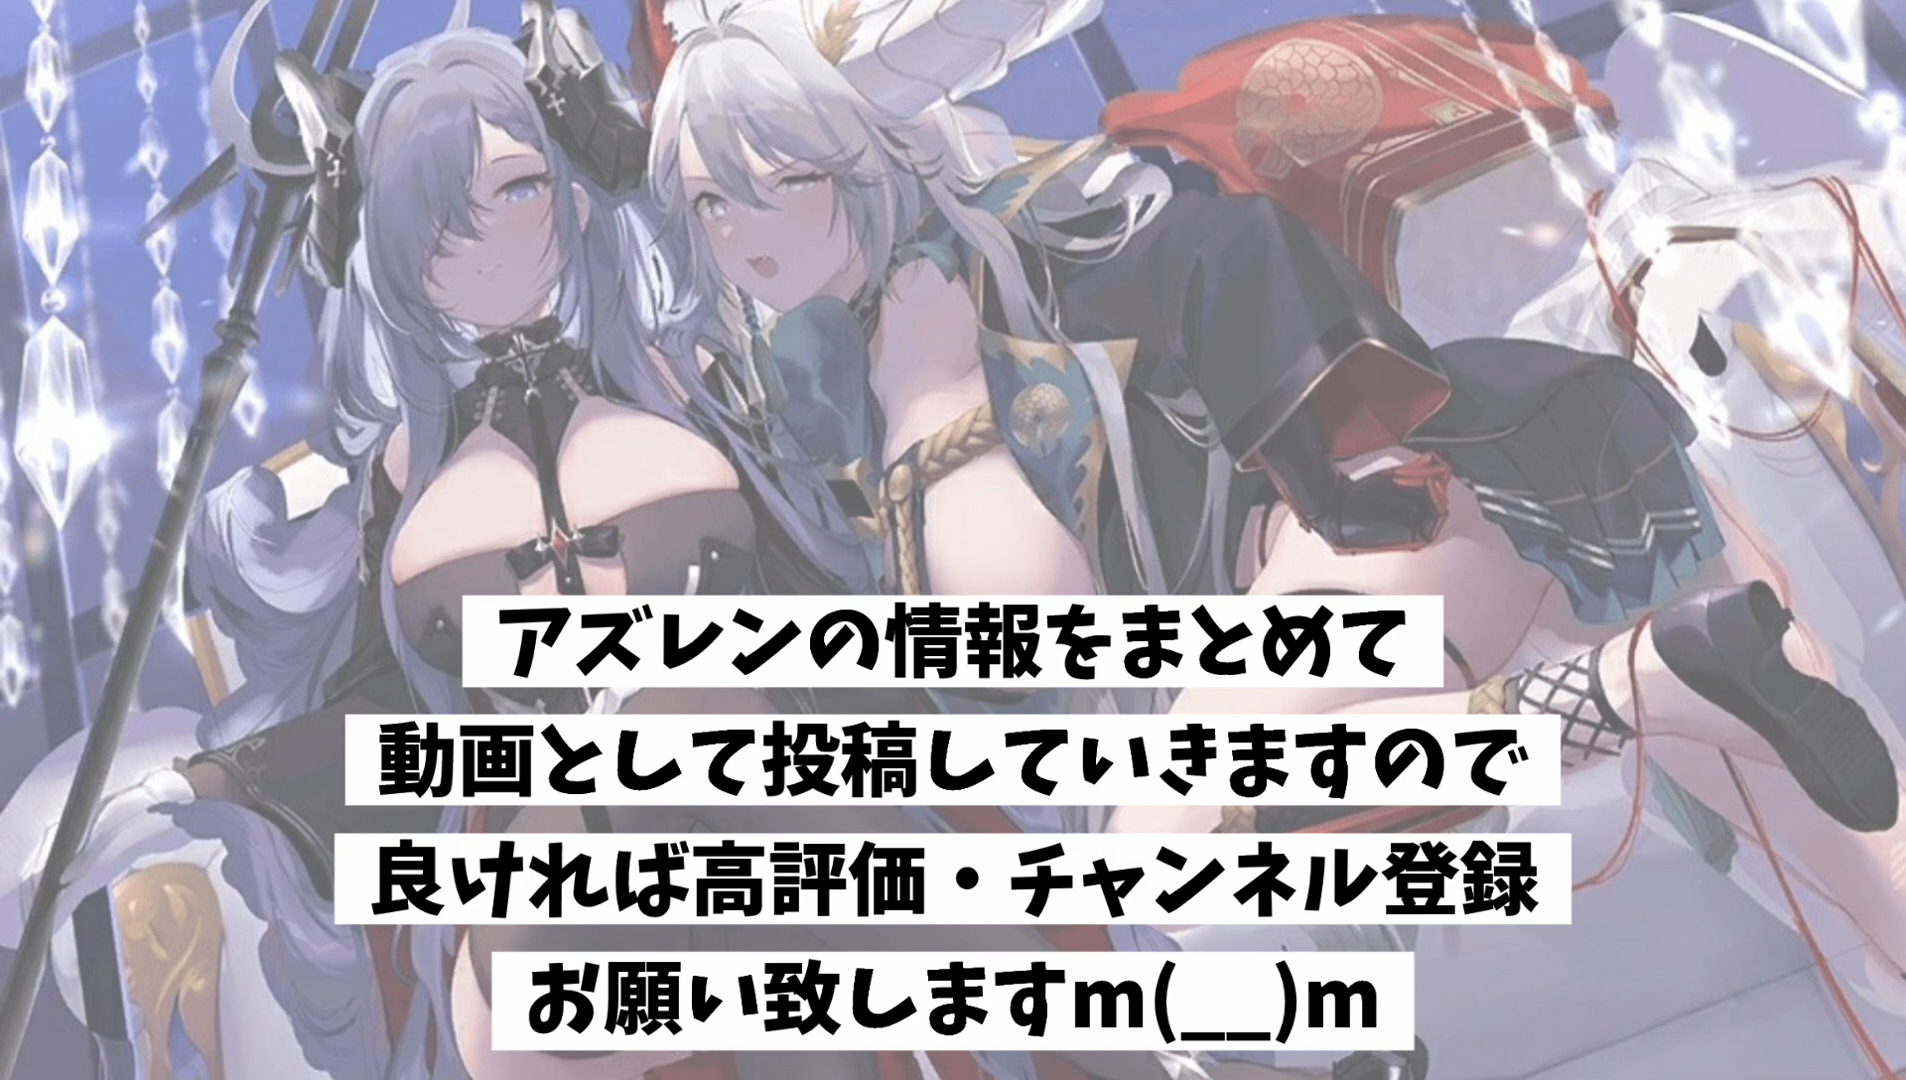 アズレンの情報をまとめて
動画として投稿していきますので
良ければ高評価・チャンネル登録
お願い致しますm(__)m